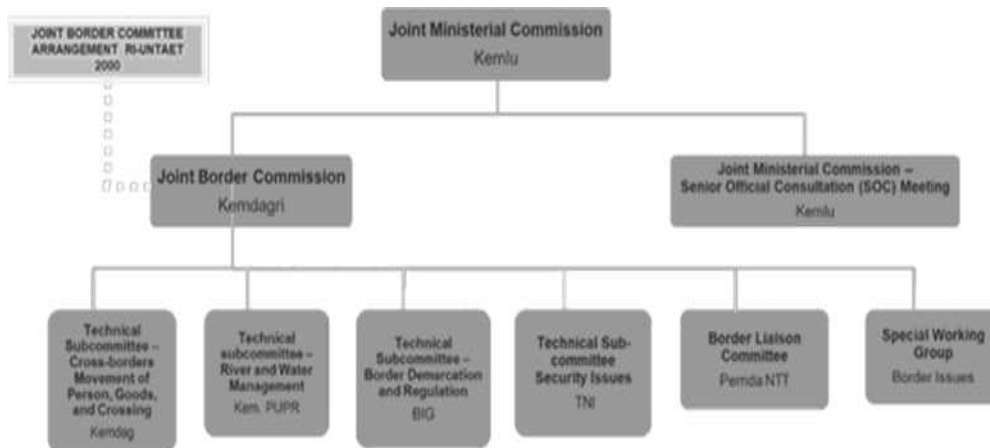 JOINT BORDER COMMITTEE
ARRANGEMENT RI-UNTAET
2000
Joint Ministerial Commission
Kemlu
Joint Border Commission
Kemdagri
Joint Ministerial Commission –
Senior Official Consultation (SOC) Meeting
Kemlu
Technical
Subcommittee –
Cross-borders
Movement of
Person, Goods,
and Crossing
Kemdag
Technical
subcommittee –
River and Water
Management
Kem. PUPR
Technical
Subcommittee –
Border Demarcation
and Regulation
BIG
Technical Sub-
committee
Security Issues
TNI
Border Liaison
Committee
Pemda NTT
Special Working
Group
Border Issues